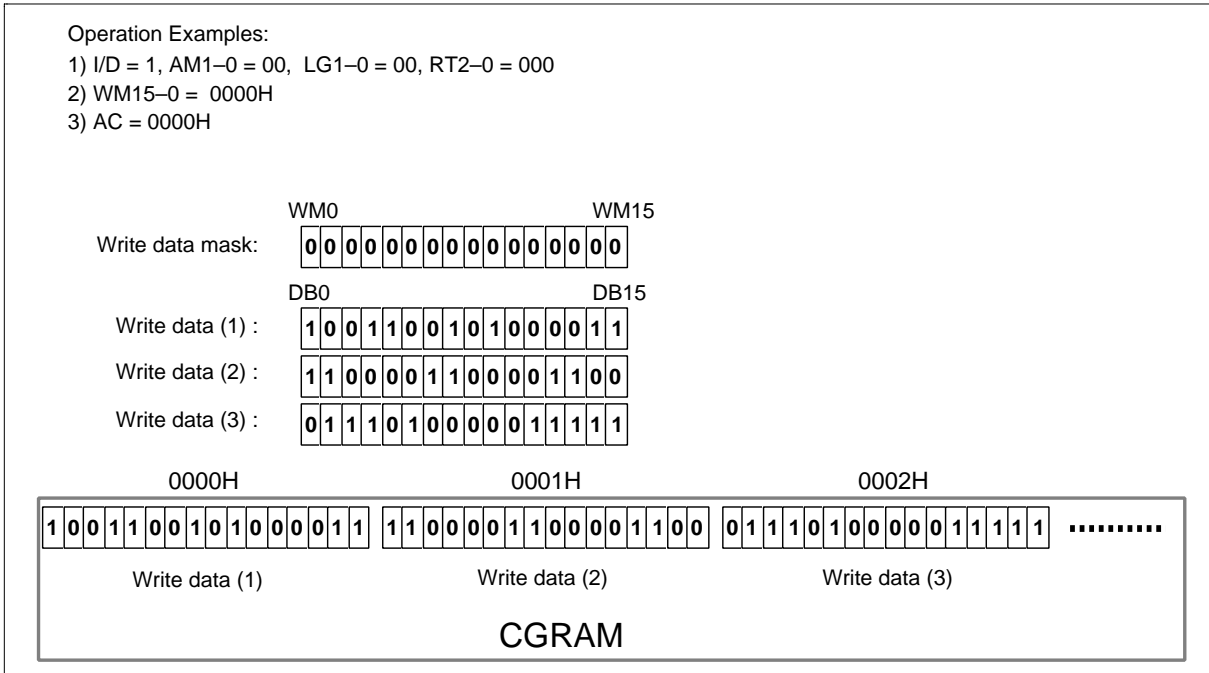 Operation Examples:
1) I/D = 1, AM1–0 = 00, LG1–0 = 00, RT2–0 = 000
2) WM15–0 = 0000H
3) AC = 0000H
WM0 WM15
Write data mask: 0 0 0 0 0 0 0 0 0 0 0 0 0 0 0 0
DB0 DB15
Write data (1) : 1 0 0 1 1 0 0 1 0 1 0 0 0 0 1 1
Write data (2) : 1 1 0 0 0 0 1 1 0 0 0 0 1 1 0 0
Write data (3) : 0 1 1 1 0 1 0 0 0 0 0 1 1 1 1 1
0000H 0001H 0002H
1 0 0 1 1 0 0 1 0 1 0 0 0 0 1 1 1 1 0 0 0 0 1 1 0 0 0 0 1 1 0 0 0 1 1 1 0 1 0 0 0 0 0 1 1 1 1 1 ..........
Write data (1) Write data (2) Write data (3)
CGRAM